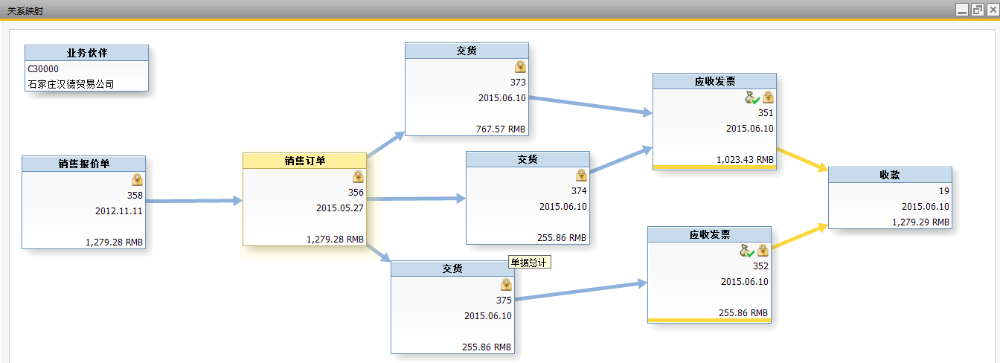 关系映射
业务伙伴
C30000
石家庄汉德贸易公司
销售报价单
358
2012.11.11
1,279.28 RMB
销售订单
356
2015.05.27
1,279.28 RMB
交货
373
2015.06.10
767.57 RMB
交货
374
2015.06.10
255.86 RMB
单据总计
交货
375
2015.06.10
255.86 RMB
应收发票
351
2015.06.10
1,023.43 RMB
应收发票
352
2015.06.10
255.86 RMB
收款
19
2015.06.10
1,279.29 RMB